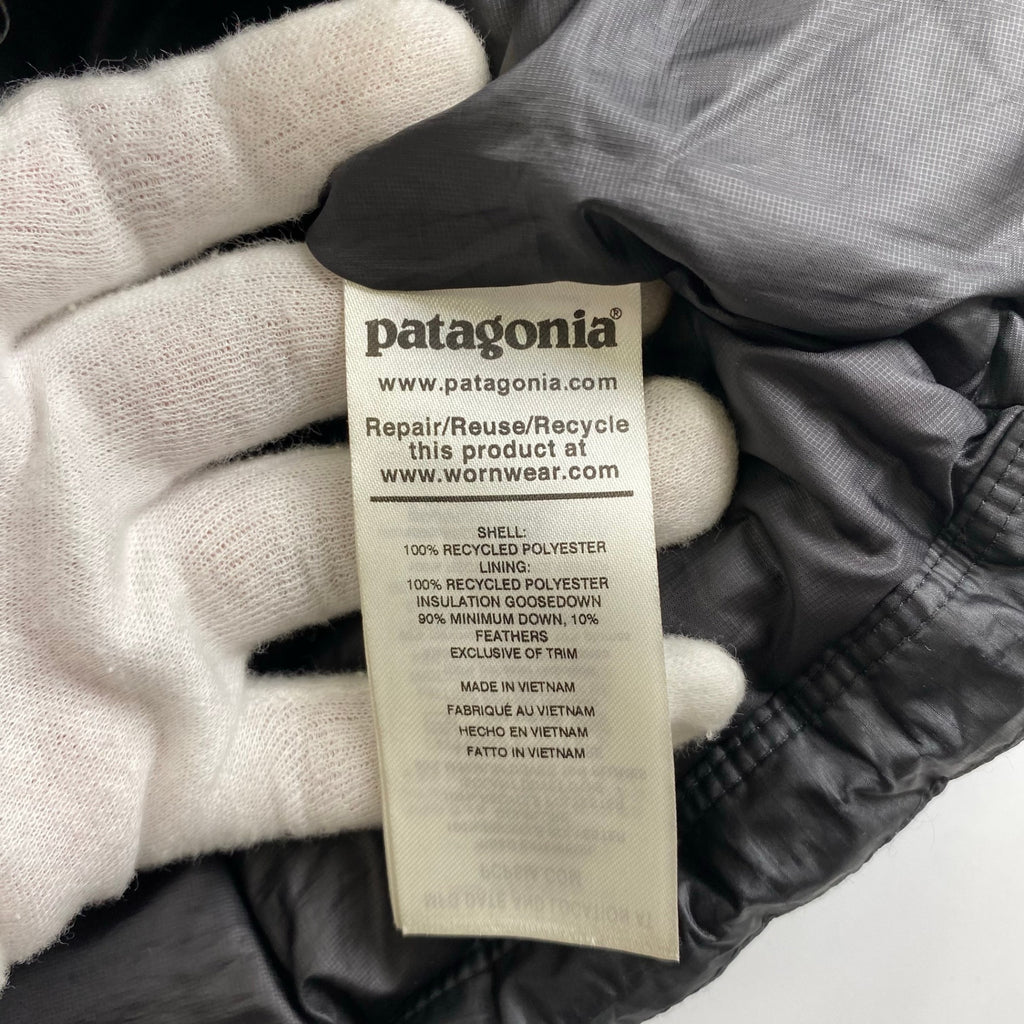 patagonia®
www.patagonia.com
Repair/Reuse/Recycle
this product at
www.wornwear.com
SHELL:
100% RECYCLED POLYESTER
LINING:
100% RECYCLED POLYESTER
INSULATION GOOSEDOWN
90% MINIMUM DOWN, 10%
FEATHERS
EXCLUSIVE OF TRIM
MADE IN VIETNAM
FABRIQUÉ AU VIETNAM
HECHO EN VIETNAM
FATTO IN VIETNAM